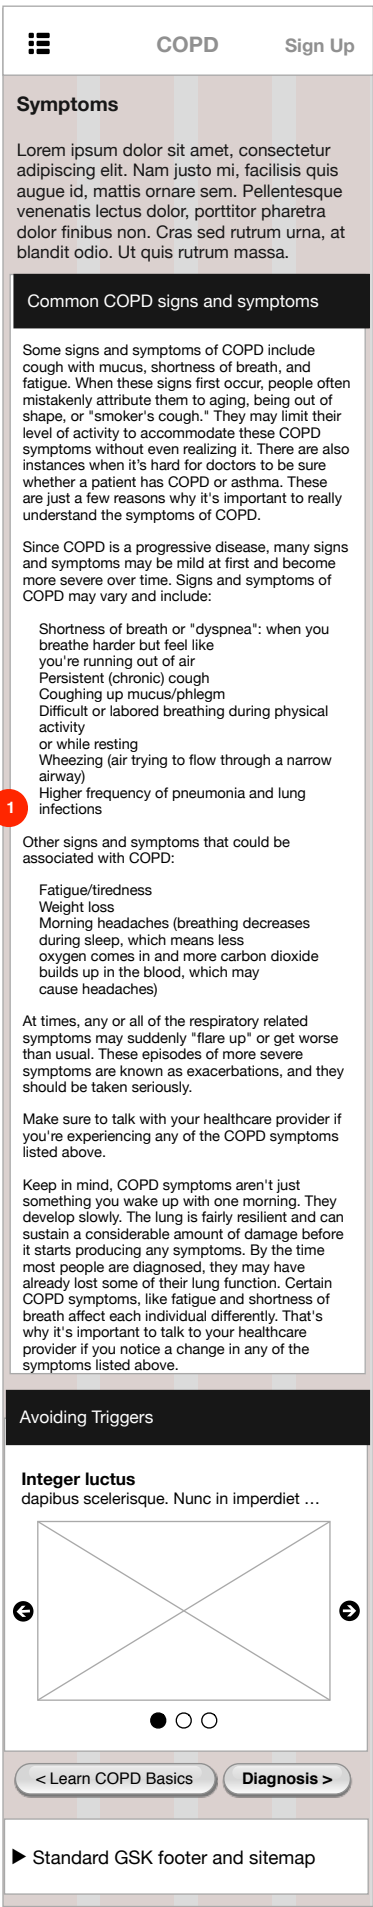 COPD
Sign Up
Symptoms
Lorem ipsum dolor sit amet, consectetur
adipiscing elit. Nam justo mi, facilisis quis
augue id, mattis ornare sem. Pellentesque
venenatis lectus dolor, porttitor pharetra
dolor finibus non. Cras sed rutrum urna, at
blandit odio. Ut quis rutrum massa.
Common COPD signs and symptoms
Some signs and symptoms of COPD include
cough with mucus, shortness of breath, and
fatigue. When these signs first occur, people often
mistakenly attribute them to aging, being out of
shape, or "smoker's cough." They may limit their
level of activity to accommodate these COPD
symptoms without even realizing it. There are also
instances when it’s hard for doctors to be sure
whether a patient has COPD or asthma. These
are just a few reasons why it's important to really
understand the symptoms of COPD.
Since COPD is a progressive disease, many signs
and symptoms may be mild at first and become
more severe over time. Signs and symptoms of
COPD may vary and include:
Shortness of breath or "dyspnea": when you
breathe harder but feel like
you're running out of air
Persistent (chronic) cough
Coughing up mucus/phlegm
Difficult or labored breathing during physical
activity
or while resting
Wheezing (air trying to flow through a narrow
airway)
Higher frequency of pneumonia and lung
infections
1
Other signs and symptoms that could be
associated with COPD:
Fatigue/tiredness
Weight loss
Morning headaches (breathing decreases
during sleep, which means less
oxygen comes in and more carbon dioxide
builds up in the blood, which may
cause headaches)
At times, any or all of the respiratory related
symptoms may suddenly "flare up" or get worse
than usual. These episodes of more severe
symptoms are known as exacerbations, and they
should be taken seriously.
Make sure to talk with your healthcare provider if
you're experiencing any of the COPD symptoms
listed above.
Keep in mind, COPD symptoms aren't just
something you wake up with one morning. They
develop slowly. The lung is fairly resilient and can
sustain a considerable amount of damage before
it starts producing any symptoms. By the time
most people are diagnosed, they may have
already lost some of their lung function. Certain
COPD symptoms, like fatigue and shortness of
breath affect each individual differently. That's
why it's important to talk to your healthcare
provider if you notice a change in any of the
symptoms listed above.
Avoiding Triggers
Integer luctus
dapibus scelerisque. Nunc in imperdiet …
< Learn COPD Basics
Diagnosis >
Standard GSK footer and sitemap